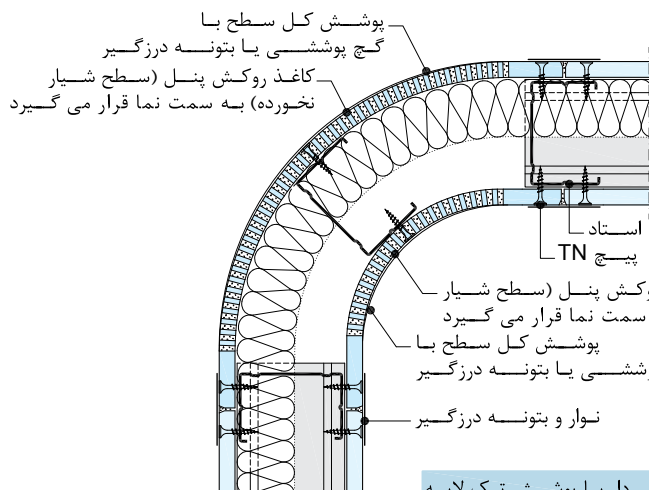 پوشش کل سطح با
گچ پوششی یا بتونه درزگیر
کاغذ روکش پنل (سطح شیار
نخورده) به سمت نما قرار می گیرد
استاد
پیچ TN
روکش پنل (سطح شیار
سمت نما قرار می گیرد
پوشش کل سطح با
یا بتونه درزگیر
نوار و بتونه درزگیر